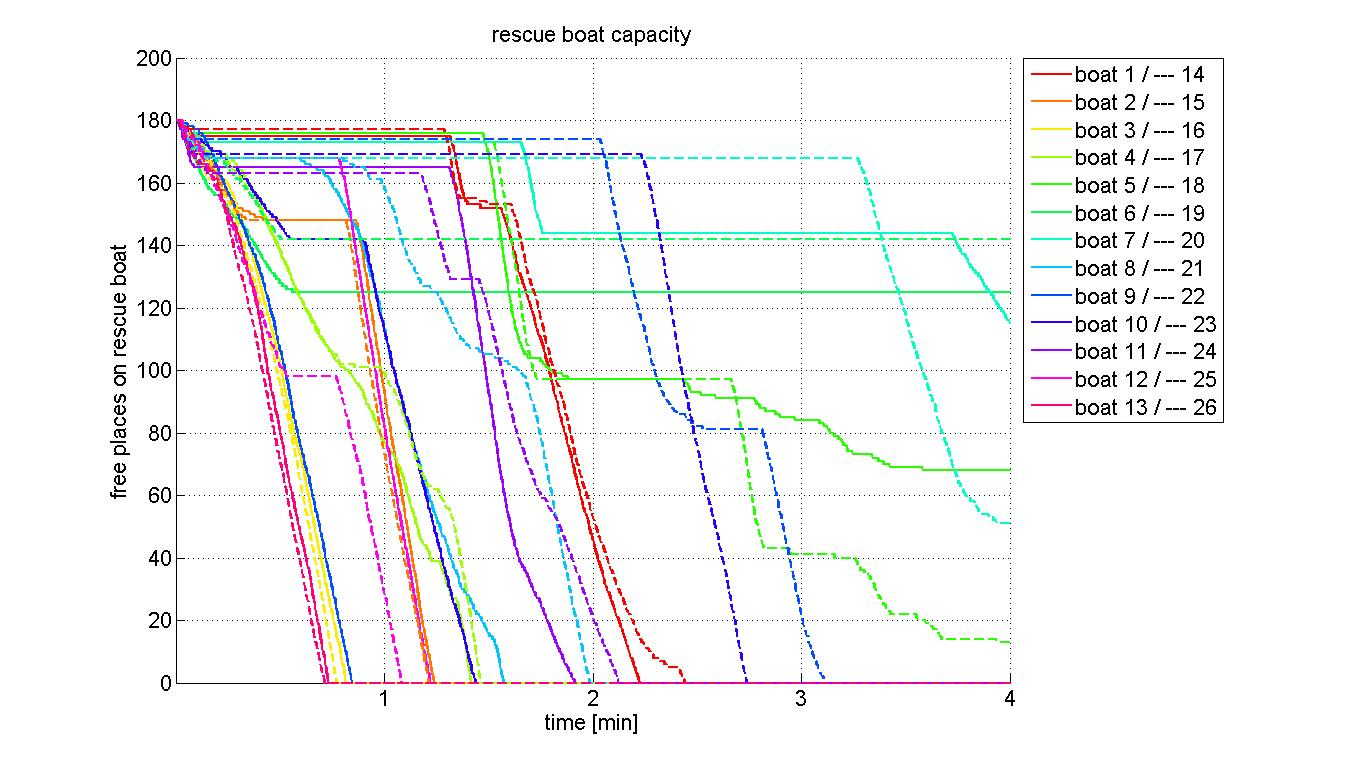 rescue boat capacity
200
180
160
140
120
100
80
60
40
20
0
free places on rescue boat
1
2
3
4
time [min]
boat 1 / --- 14
boat 2 / --- 15
boat 3 / --- 16
boat 4 / --- 17
boat 5 / --- 18
boat 6 / --- 19
boat 7 / --- 20
boat 8 / --- 21
boat 9 / --- 22
boat 10 / --- 23
boat 11 / --- 24
boat 12 / --- 25
boat 13 / --- 26